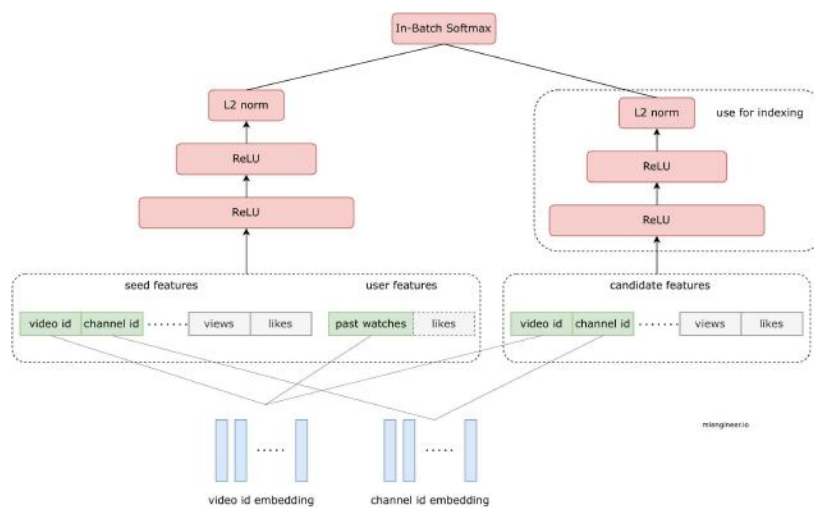 In-Batch Softmax
L2 norm
L2 norm
use for indexing
ReLU
ReLU
ReLU
ReLU
seed features
user features
candidate features
video id channel id ...... views likes
past watches likes
video id channel id ...... views likes
.....
.....
mlengineer.io
video id embedding
channel id embedding